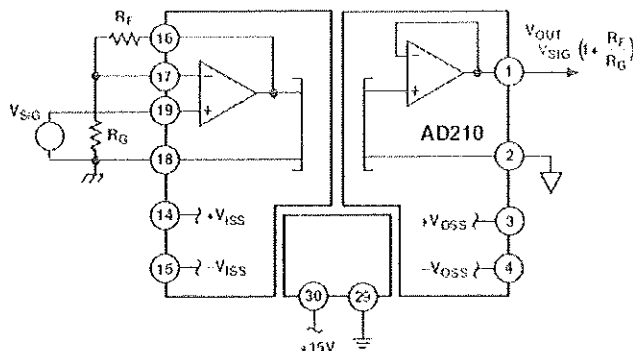 R_F
16
V_OUT
V_SIG (1+ R_F/R_G)
17
1
V_SIG
19
R_G
AD210
18
2
14
+V_ISS
+V_OSS
3
15
-V_ISS
-V_OSS
4
30
29
+15V